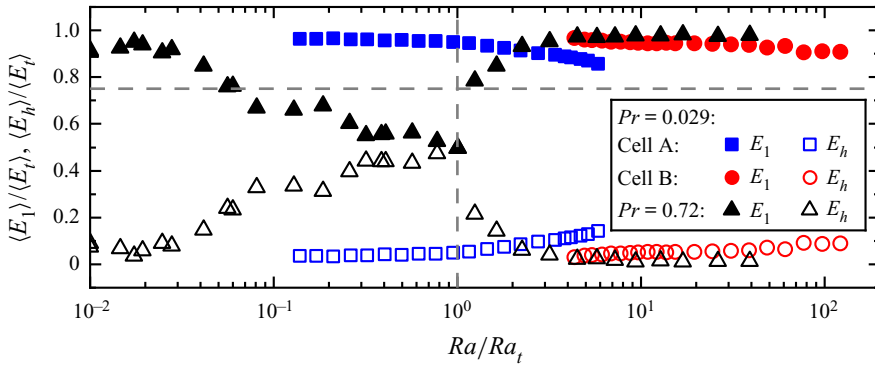 ⟨E₁⟩/⟨Eₜ⟩, ⟨Eₕ⟩/⟨Eₜ⟩
1.0
0.8
0.6
0.4
0.2
0
Pr = 0.029:
Cell A: E₁ Eₕ
Cell B: E₁ Eₕ
Pr = 0.72: E₁ Eₕ
10⁻² 10⁻¹ 10⁰ 10¹ 10²
Ra/Raₜ